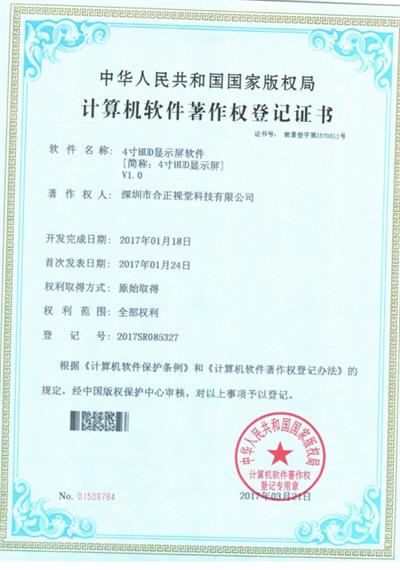 中华人民共和国国家版权局
计算机软件著作权登记证书
证书号： 软著登字第1670611号
软件名称： 4寸HUD显示屏软件
[简称：4寸HUD显示屏]
V1.0
著作权人： 深圳市合正视觉科技有限公司
开发完成日期： 2017年01月18日
首次发表日期： 2017年01月24日
权利取得方式： 原始取得
权利范围： 全部权利
登记号： 2017SR085327
根据《计算机软件保护条例》和《计算机软件著作权登记办法》的
规定，经中国版权保护中心审核，对以上事项予以登记。
中华人民共和国国家版权局
计算机软件著作权
登记专用章
No. 01508784
2017年03月21日